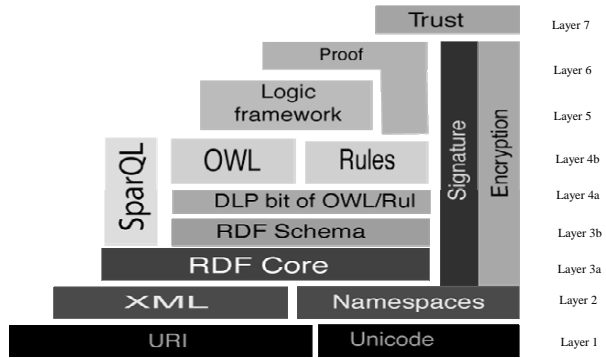 Trust
Layer 7
Proof
Layer 6
Logic
framework
Layer 5
SparQL
OWL
Rules
Signature
Encryption
Layer 4b
DLP bit of OWL/Rul
Layer 4a
RDF Schema
Layer 3b
RDF Core
Layer 3a
XML
Namespaces
Layer 2
URI
Unicode
Layer 1